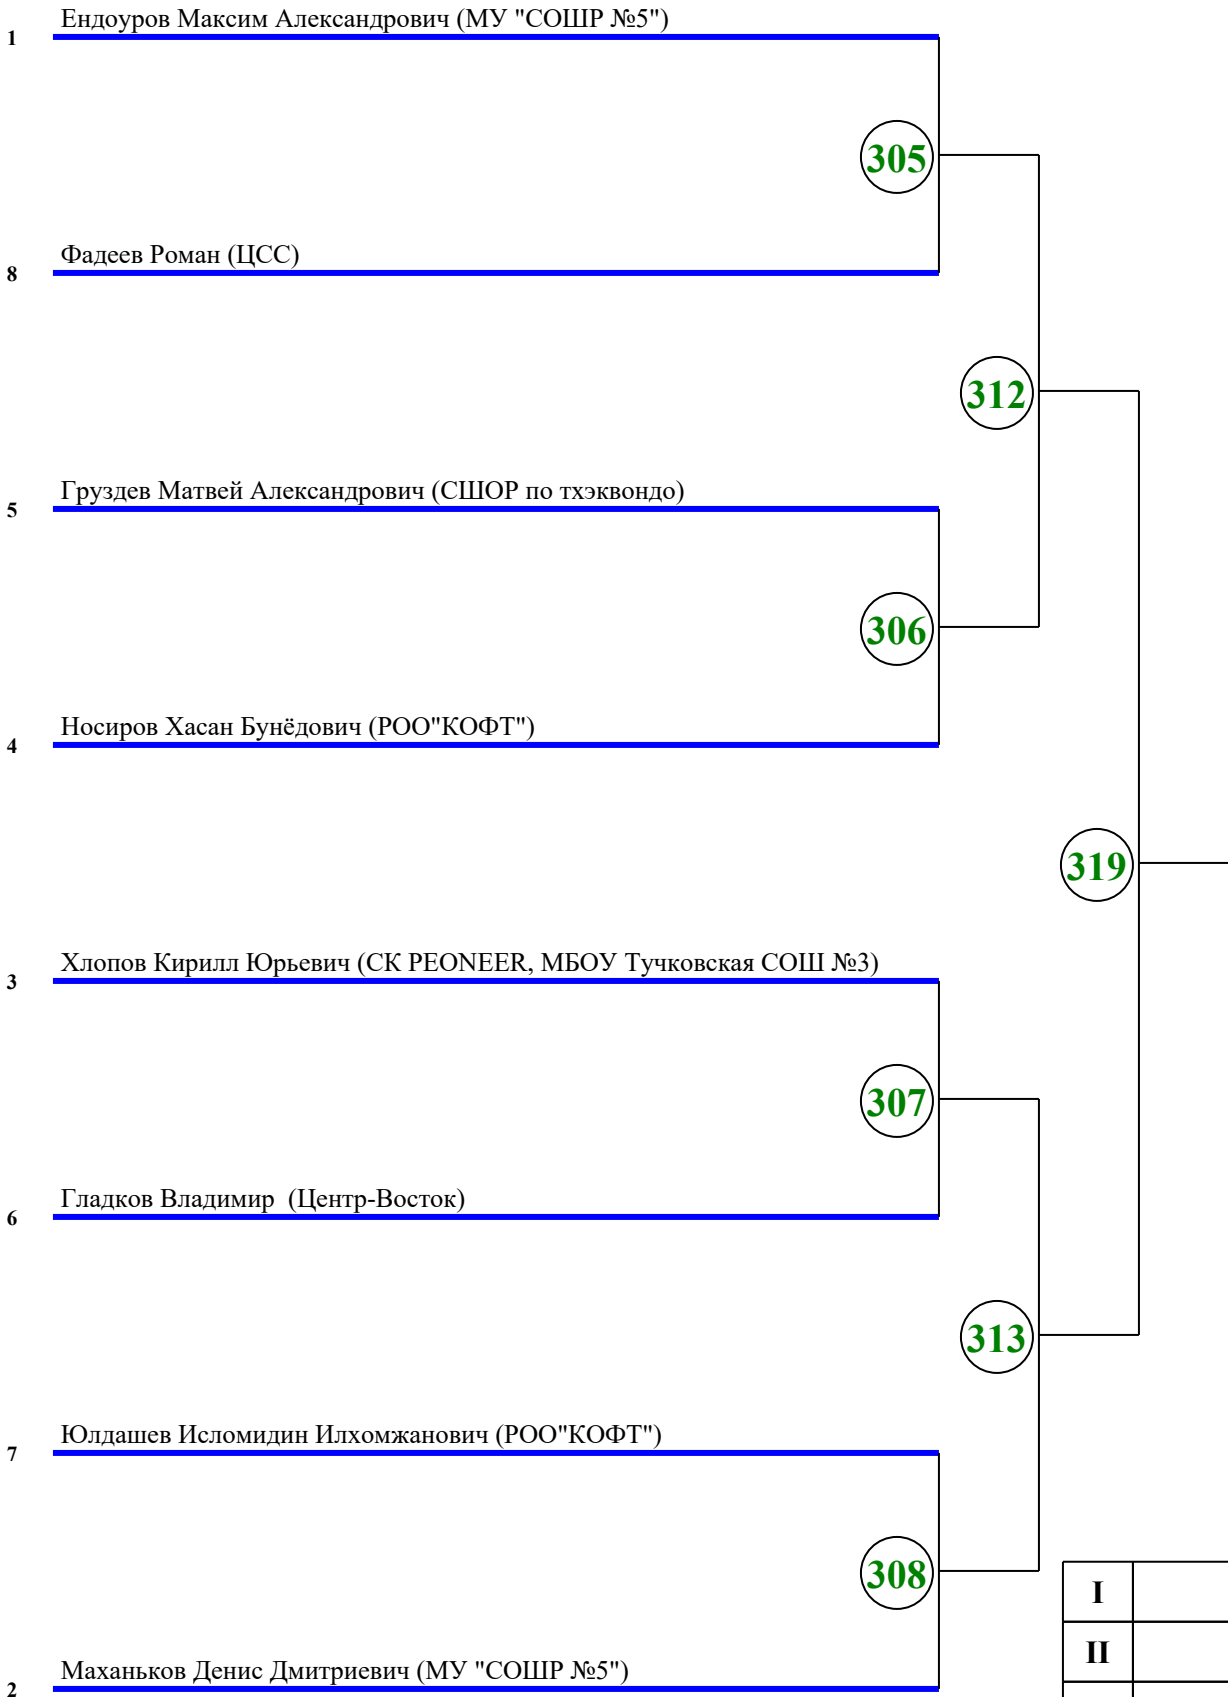 Ендоуров Максим Александрович (МУ "СОШР №5")
1
305
Фадеев Роман (ЦСС)
8
312
Груздев Матвей Александрович (СШОР по тхэквондо)
5
306
Носиров Хасан Бунёдович (РОО"КОФТ")
4
319
Хлопов Кирилл Юрьевич (СК PEONEER, МБОУ Тучковская СОШ №3)
3
307
Гладков Владимир  (Центр-Восток)
6
313
Юлдашев Исломидин Илхомжанович (РОО"КОФТ")
7
308
I
II
Маханьков Денис Дмитриевич (МУ "СОШР №5")
2